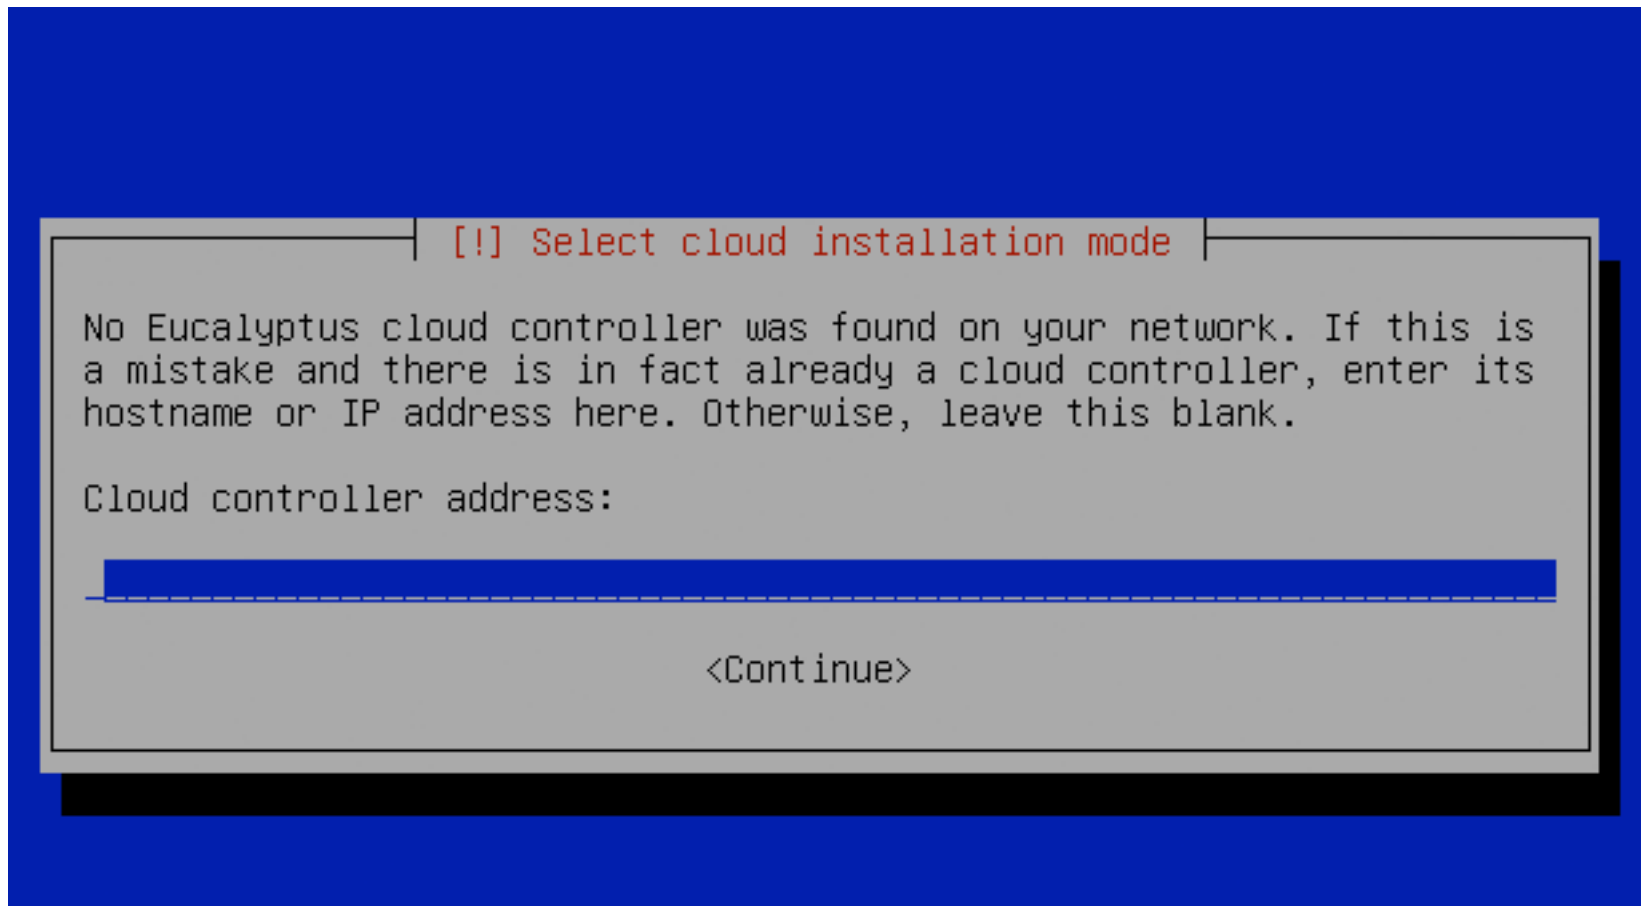 [!] Select cloud installation mode
No Eucalyptus cloud controller was found on your network. If this is
a mistake and there is in fact already a cloud controller, enter its
hostname or IP address here. Otherwise, leave this blank.
Cloud controller address:
<Continue>